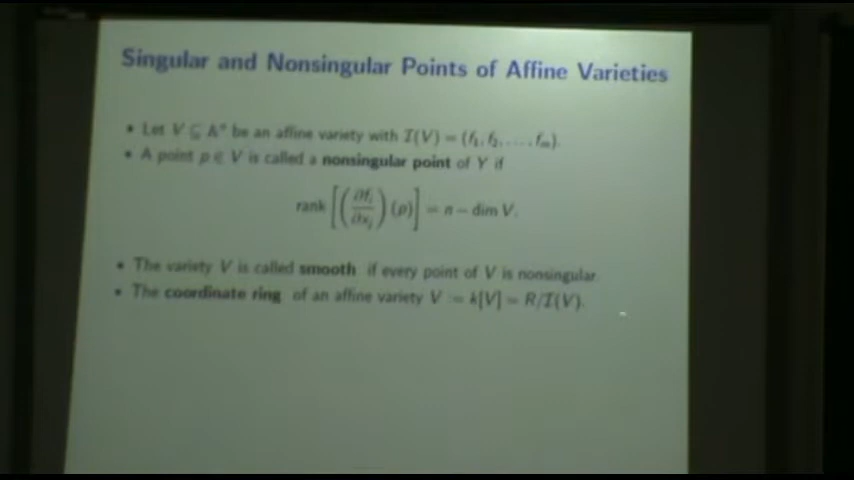 Singular and Nonsingular Points of Affine Varieties
• Let V ⊆ Aⁿ be an affine variety with I(V) = (f₁, f₂, . . . , fₘ).
• A point p ∈ V is called a nonsingular point of Y if
rank [(∂fᵢ/∂xⱼ)(p)] = n − dim V.
• The variety V is called smooth if every point of V is nonsingular.
• The coordinate ring of an affine variety V := k[V] = R/I(V).